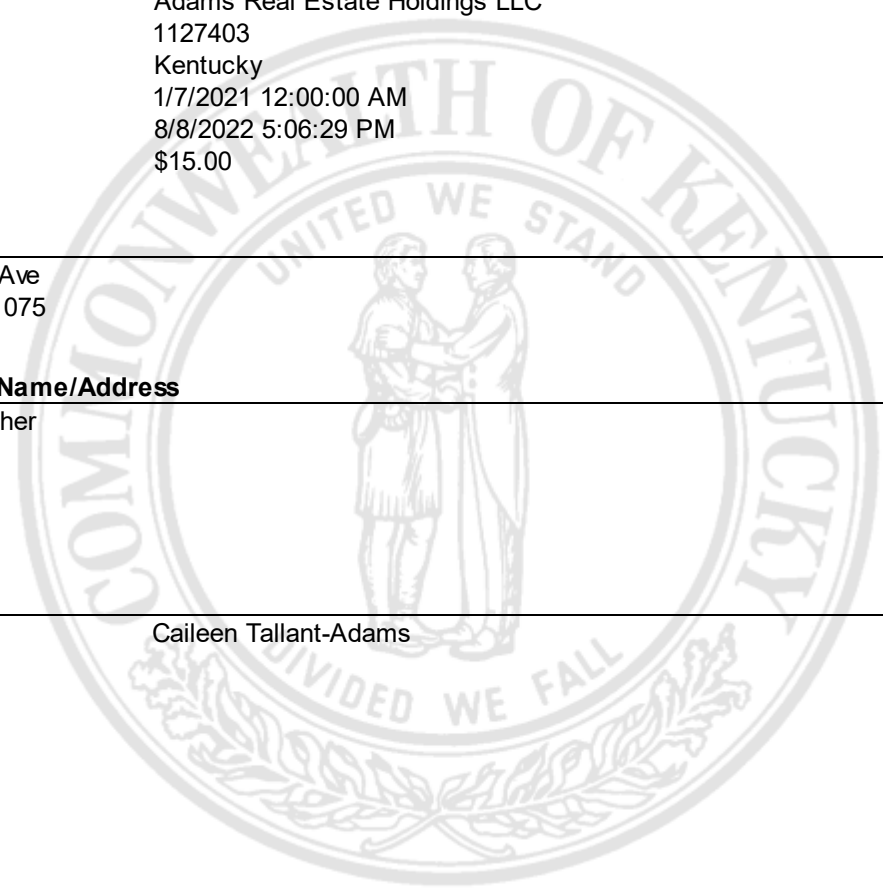 Adams Real Estate Holdings LLC
1127403
Kentucky
1/7/2021 12:00:00 AM
8/8/2022 5:06:29 PM
$15.00
Ave
075
Name/Address
her
Caileen Tallant-Adams
COMMONWEALTH OF KENTUCKY
UNITED WE STAND
DIVIDED WE FALL